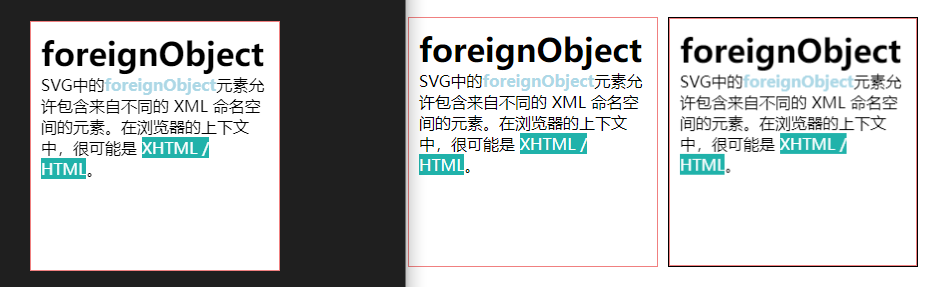 foreignObject
SVG中的foreignObject元素允
许包含来自不同的 XML 命名空
间的元素。在浏览器的上下文
中，很可能是 XHTML /
HTML。
foreignObject
SVG中的foreignObject元素允
许包含来自不同的 XML 命名空
间的元素。在浏览器的上下文
中，很可能是 XHTML /
HTML。
foreignObject
SVG中的foreignObject元素允
许包含来自不同的 XML 命名空
间的元素。在浏览器的上下文
中，很可能是 XHTML /
HTML。